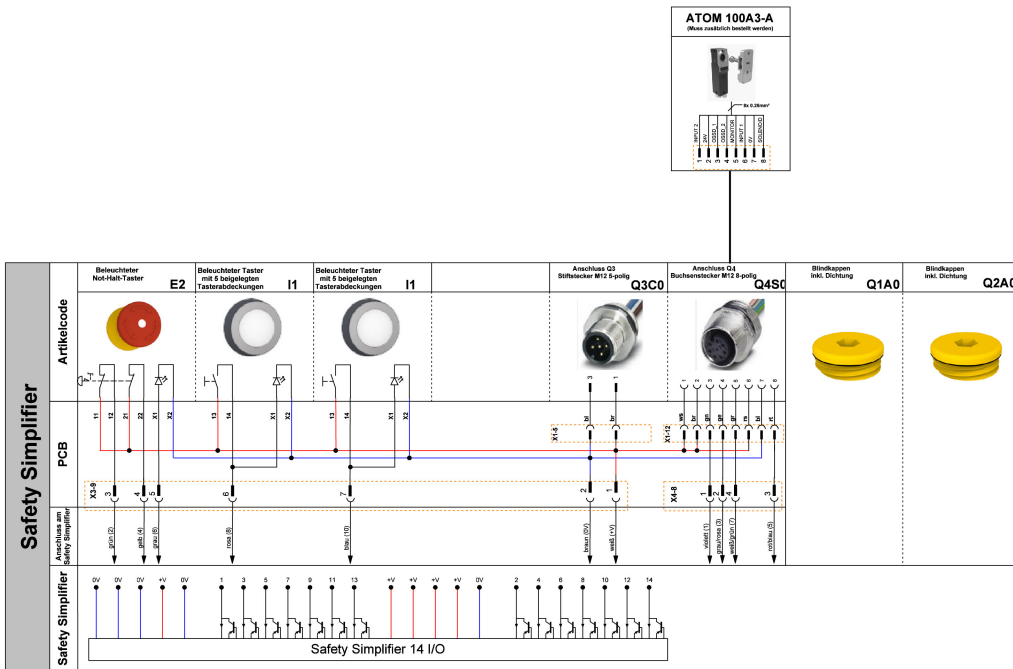 ATOM 100A3-A
(Muss zusätzlich bestellt werden)
8x 0.25mm²
INPUT 2
24V
OSSD_1
OSSD_2
MONITOR
INPUT 1
0V
SOLENOID
1 2 3 4 5 6 7 8
Safety Simplifier
Artikelcode
Beleuchteter
Not-Halt-Taster
E2
Beleuchteter Taster
mit 5 beigelegten
Tasterabdeckungen
I1
Beleuchteter Taster
mit 5 beigelegten
Tasterabdeckungen
I1
Anschluss Q3
Stiftstecker M12 5-polig
Q3C0
Anschluss Q4
Buchsenstecker M12 8-polig
Q4S0
Blindkappen
inkl. Dichtung
Q1A0
Blindkappen
inkl. Dichtung
Q2A0
3 1
1 2 3 4 5 6 7 8
PCB
11 12 21 22 X1 X2
13 14 X1 X2
13 14 X1 X2
X1-5
bl br
X1-12
ws br gn ge gr rs bl rt
X3-9
3 4 5 6 7 2 1
X4-8
1 2 4 3
Anschluss am
Safety Simplifier
grün (2)
gelb (4)
grau (6)
rosa (8)
blau (10)
braun (0V)
weiß (+V)
violett (1)
grau/rosa (3)
weiß/grün (7)
rot/blau (5)
Safety Simplifier
0V 0V 0V +V 0V 1 3 5 7 9 11 13 +V +V +V +V 0V 2 4 6 8 10 12 14
Safety Simplifier 14 I/O